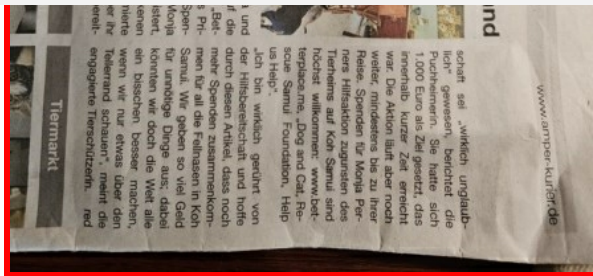 www.amper-kurier.de
und
schaft sei „wirklich unglaub-
lich“ gewesen, berichtet die
Puchheimerin. Sie hatte sich
1.000 Euro als Ziel gesetzt, das
innerhalb kurzer Zeit erreicht
war. Die Aktion läuft aber noch
weiter, mindestens bis zu ihrer
Reise. Spenden für Monja Per-
ners Hilfsaktion zugunsten des
Tierheims auf Koh Samui sind
höchst willkommen: www.bet-
terplace.me, „Dog and Cat, Re-
scue Samui Foundation, Help
us Help“.
„Ich bin wirklich gerührt von
der Hilfsbereitschaft und hoffe
durch diesen Artikel, dass noch
mehr Spenden zusammenkom-
men für all die Fellnasen in Koh
Samui. Wir geben so viel Geld
für unnötige Dinge aus; dabei
könnten wir doch die Welt alle
ein bisschen besser machen,
wenn wir nur etwas über den
Tellerrand schauen“, meint die
engagierte Tierschützerin. red
Tiermarkt